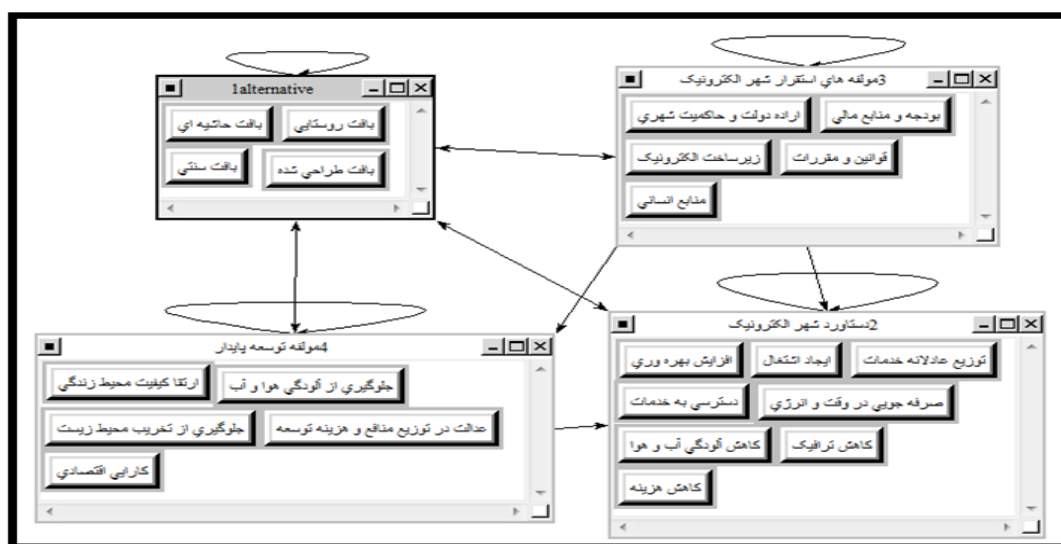 1alternative
بافت روستايي بافت حاشيه اي
بافت طراحي شده بافت سنتي
3مولفه هاي استقرار شهر الكترونيک
بودجه و منابع مالي اراده دولت و حاكميت شهري
قوانين و مقررات زيرساخت الكترونيک
منابع انساني
4مولفه توسعه پايدار
جلوگيري از آلودگي هوا و آب ارتقا كيفيت محيط زندگي
عدالت در توزيع منافع و هزينه توسعه جلوگيري از تخريب محيط زيست
كارايي اقتصادي
2دستاورد شهر الكترونيک
توزيع عادلانه خدمات ايجاد اشتغال افزايش بهره وري
صرفه جويي در وقت و انرژي دسترسي به خدمات
كاهش ترافيک كاهش آلودگي آب و هوا
كاهش هزينه